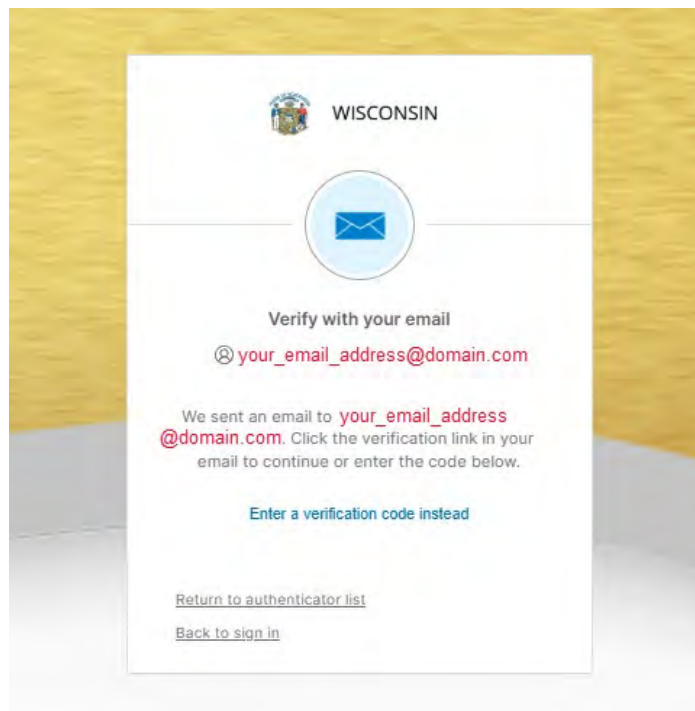 WISCONSIN
Verify with your email
your_email_address@domain.com
We sent an email to your_email_address
@domain.com. Click the verification link in your
email to continue or enter the code below.
Enter a verification code instead
Return to authenticator list
Back to sign in